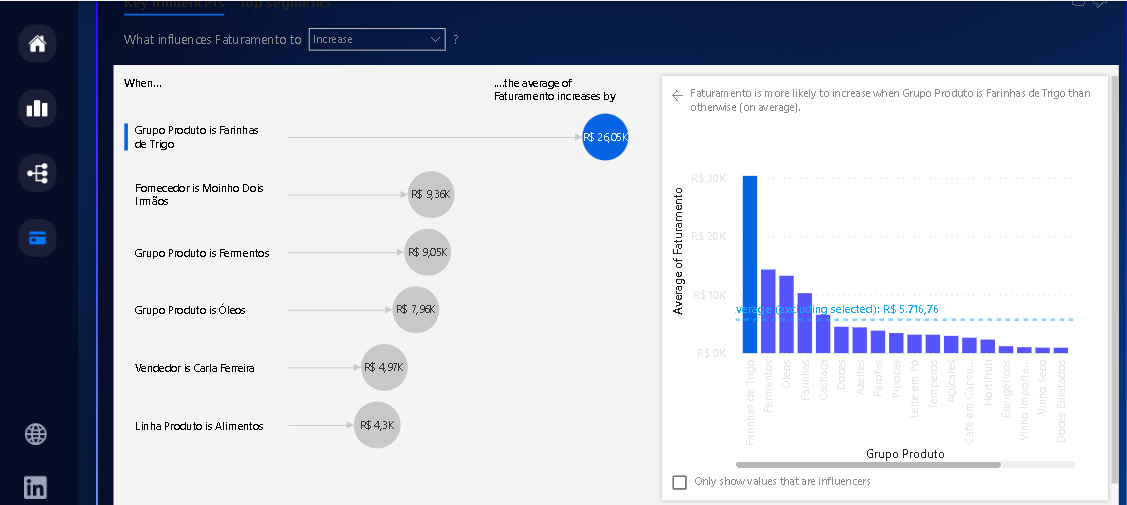 Key influencers Top segments
What influences Faturamento to Increase ?
When...
....the average of
Faturamento increases by
Grupo Produto is Farinhas
de Trigo
R$ 26,05K
Fornecedor is Moinho Dois
Irmãos
R$ 9,36K
Grupo Produto is Fermentos
R$ 9,05K
Grupo Produto is Óleos
R$ 7,96K
Vendedor is Carla Ferreira
R$ 4,97K
Linha Produto is Alimentos
R$ 4,3K
Faturamento is more likely to increase when Grupo Produto is Farinhas de Trigo than
otherwise (on average).
Average of Faturamento
R$ 30K
R$ 20K
R$ 10K
R$ 0K
verage (excluding selected): R$ 5.716,76
Farinhas de Trigo
Fermentos
Óleos
Farinhas
Cachaça
Doces
Azeites
Farofas
Pipocas
Leite em Pó
Temperos
Açúcares
Café em Cápsu...
Hortifruti
Energéticos
Vinho Importa...
Vinho Seco
Doces Enlatados
Grupo Produto
Only show values that are influencers
in